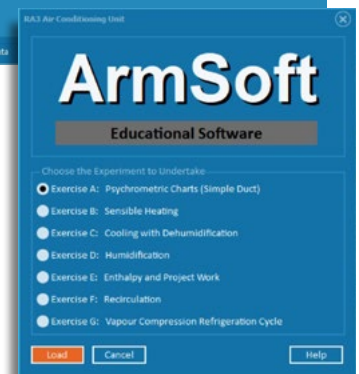 RA3 Air Conditioning Unit
ArmSoft
Educational Software
Choose the Experiment to Undertake
Exercise A: Psychrometric Charts (Simple Duct)
Exercise B: Sensible Heating
Exercise C: Cooling with Dehumidification
Exercise D: Humidification
Exercise E: Enthalpy and Project Work
Exercise F: Recirculation
Exercise G: Vapour Compression Refrigeration Cycle
Load Cancel Help